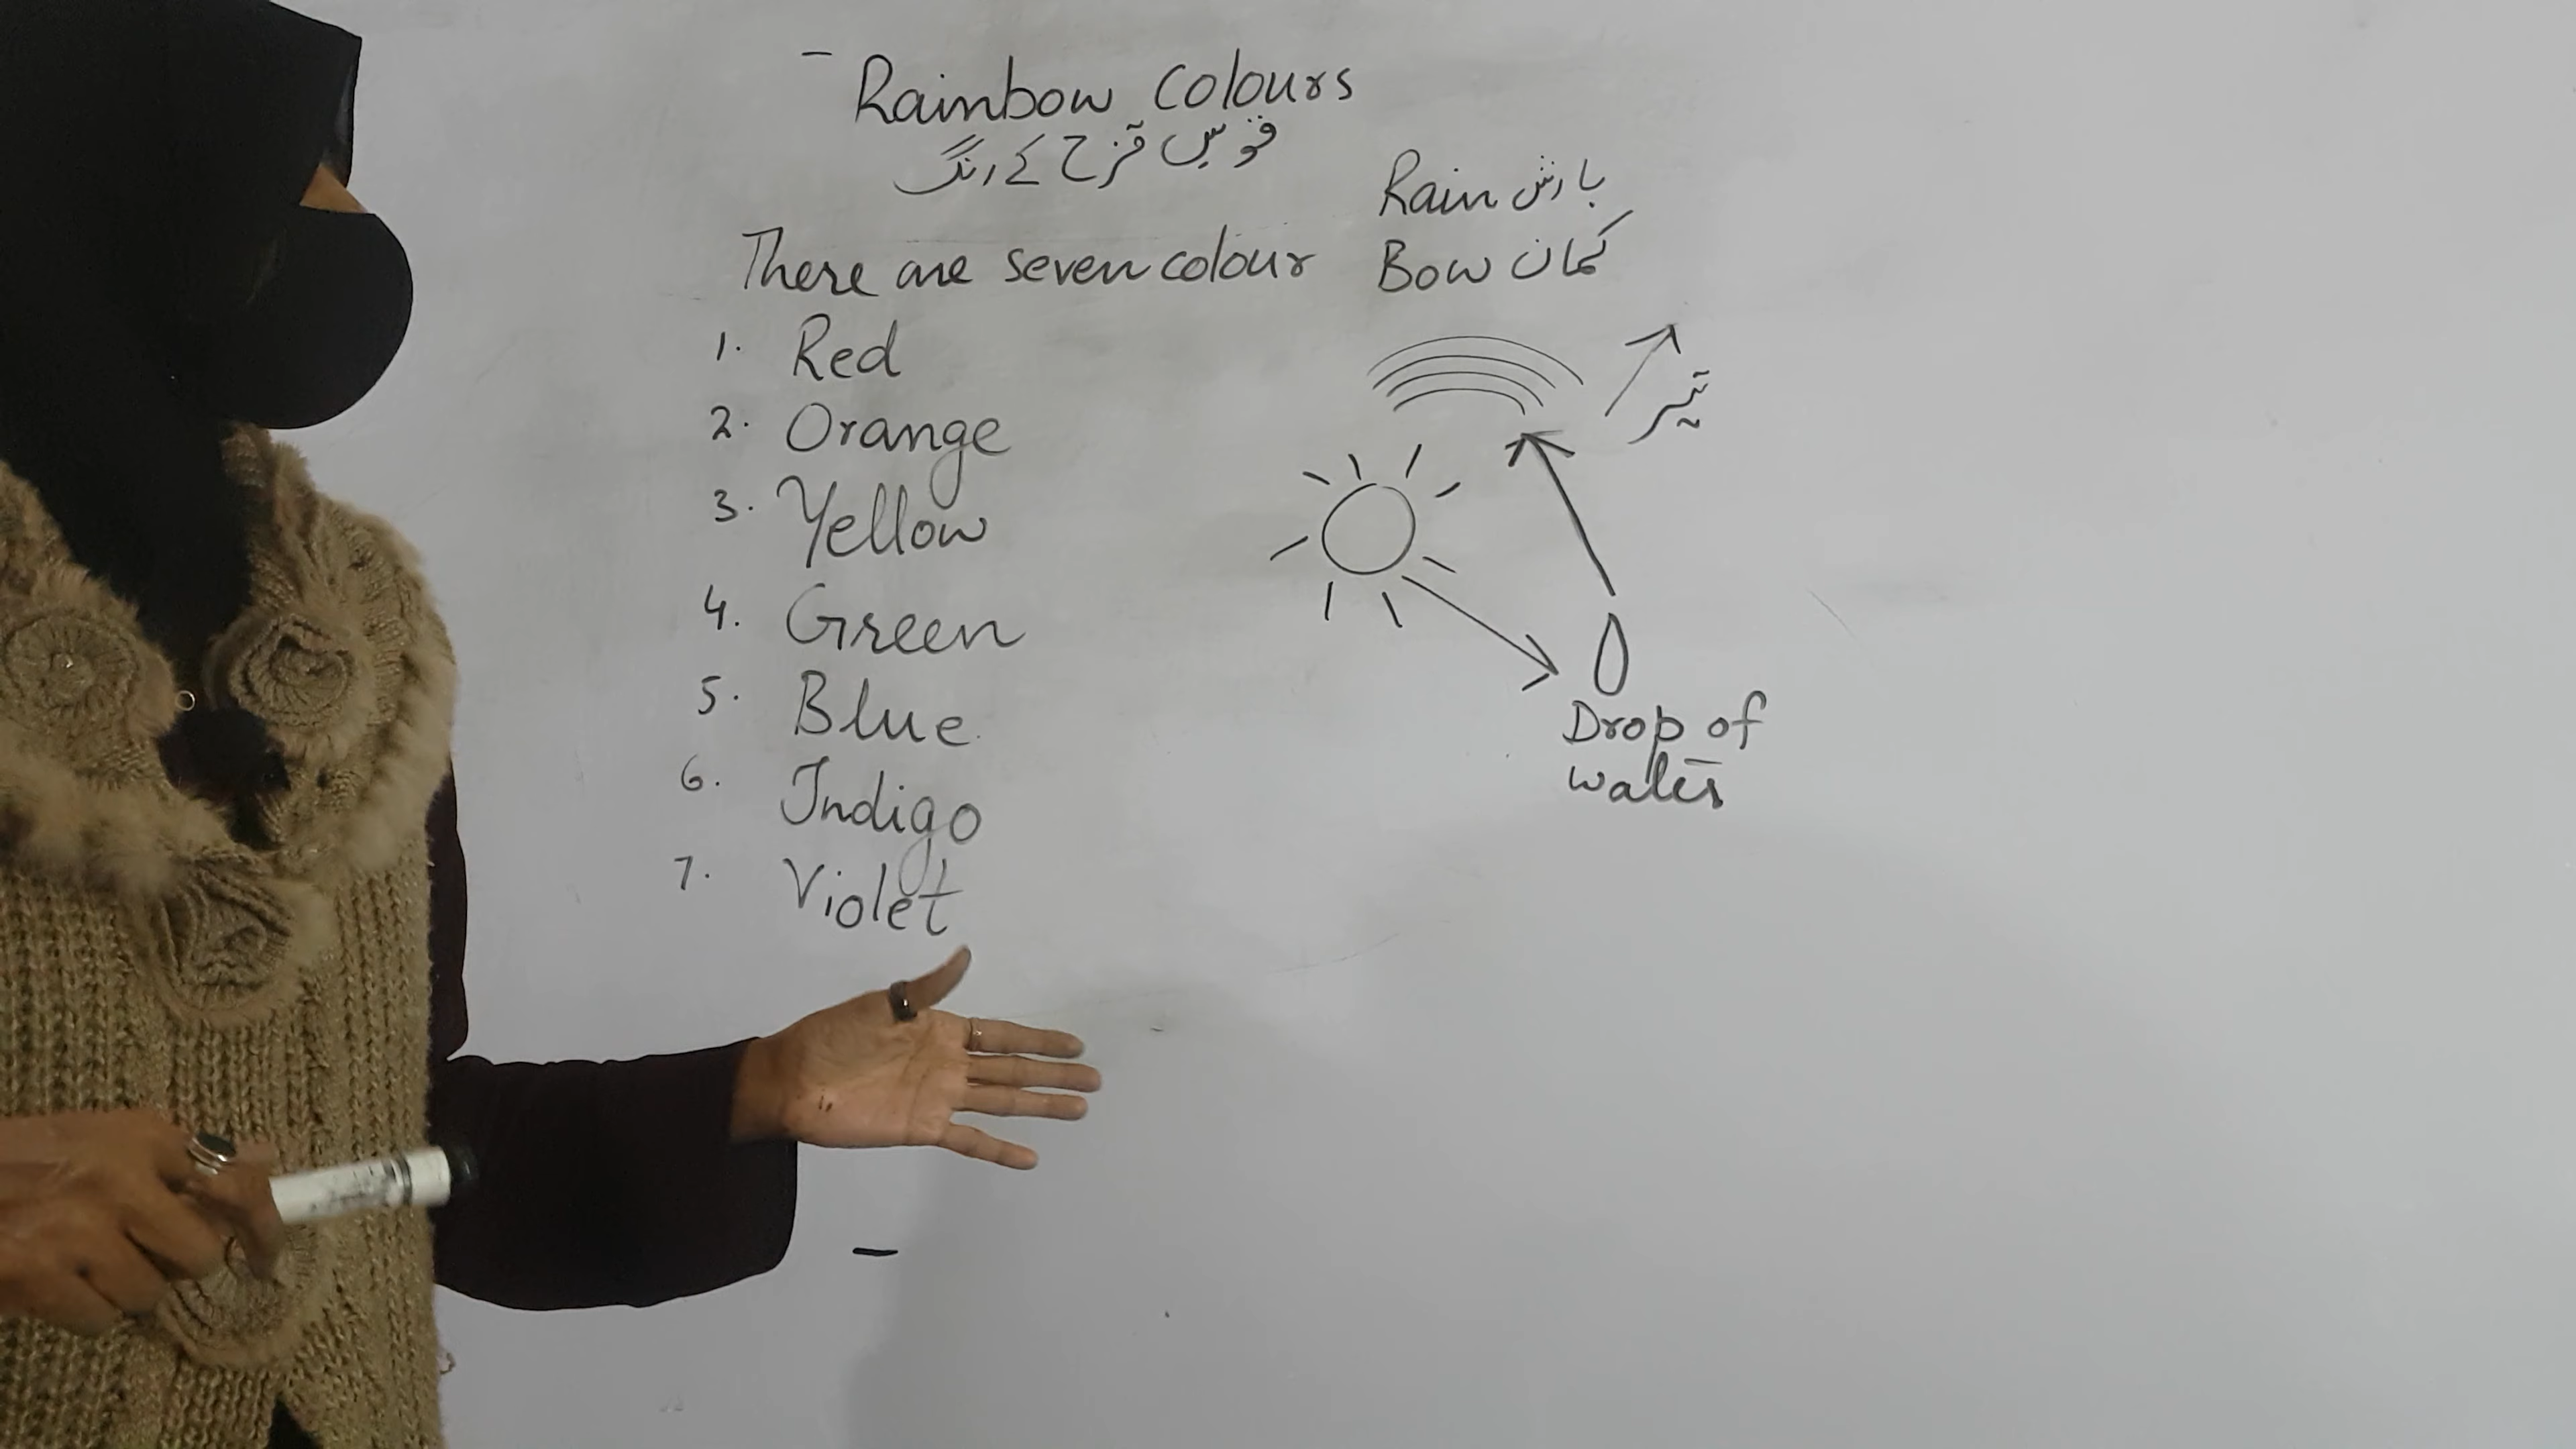 Rainbow Colours
قوس قزح کے رنگ
Rain بارش
Bow کمان
There are seven colour
1. Red
2. Orange
3. Yellow
4. Green
5. Blue
6. Indigo
7. Violet
تیر
Drop of
water